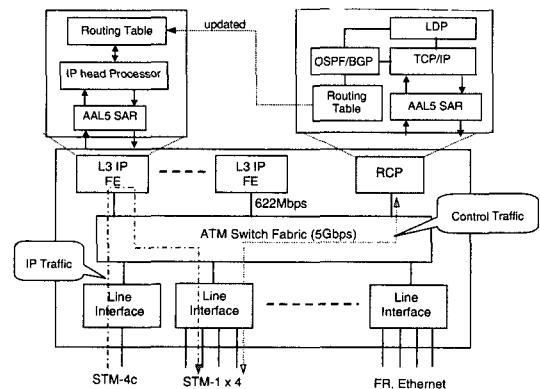 Routing Table
IP head Processor
AAL5 SAR
updated
LDP
OSPF/BGP
TCP/IP
Routing
Table
AAL5 SAR
L3 IP
FE
L3 IP
FE
RCP
622Mbps
ATM Switch Fabric (5Gbps)
Control Traffic
IP Traffic
Line
Interface
Line
Interface
Line
Interface
STM-4c
STM-1 x 4
FR, Ethernet